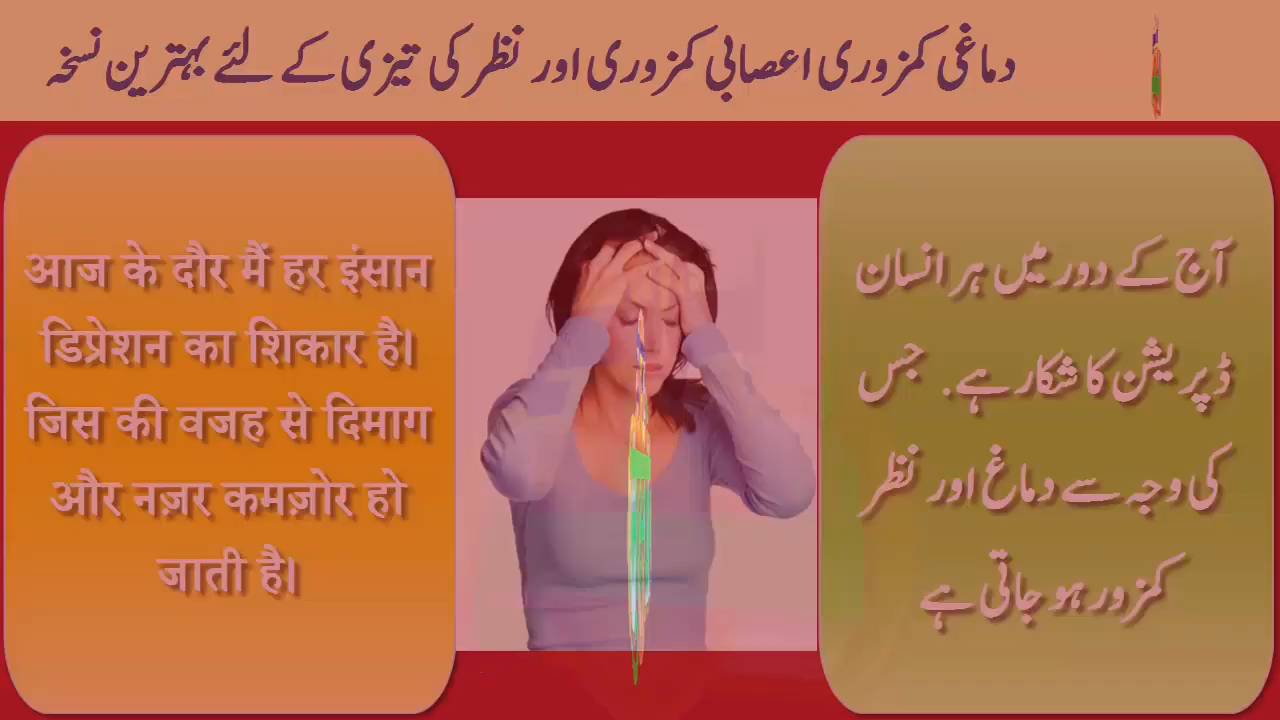 دماغی کمزوری اعصابی کمزوری اور نظر کی تیزی کے لئے بہترین نسخہ
आज के दौर मैं हर इंसान
डिप्रेशन का शिकार है।
जिस की वजह से दिमाग
और नज़र कमज़ोर हो
जाती है।
آج کے دور میں ہر انسان
ڈپریشن کا شکار ہے. جس
کی وجہ سے دماغ اور نظر
کمزور ہو جاتی ہے